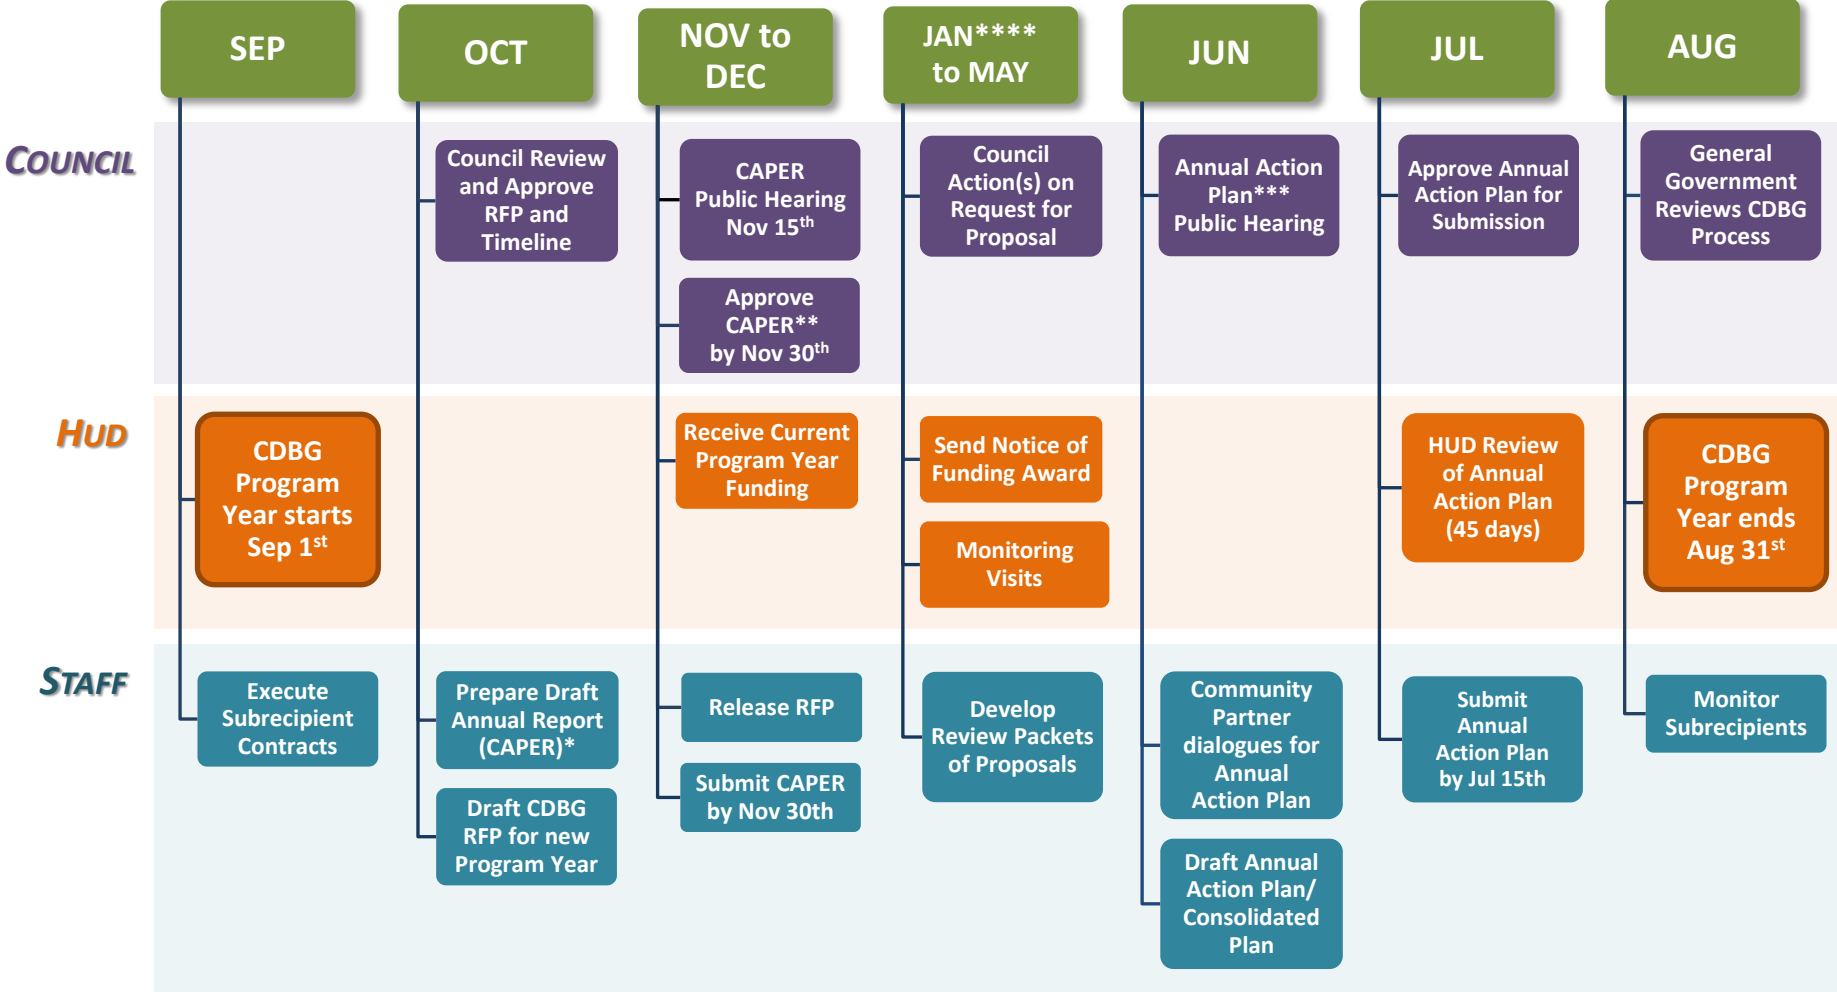 SEP
OCT
NOV to
DEC
JAN****
to MAY
JUN
JUL
AUG
COUNCIL
Council Review
and Approve
RFP and
Timeline
CAPER
Public Hearing
Nov 15th
Approve
CAPER**
by Nov 30th
Council
Action(s) on
Request for
Proposal
Annual Action
Plan***
Public Hearing
Approve Annual
Action Plan for
Submission
General
Government
Reviews CDBG
Process
HUD
CDBG
Program
Year starts
Sep 1st
Receive Current
Program Year
Funding
Send Notice of
Funding Award
Monitoring
Visits
HUD Review
of Annual
Action Plan
(45 days)
CDBG
Program
Year ends
Aug 31st
STAFF
Execute
Subrecipient
Contracts
Prepare Draft
Annual Report
(CAPER)*
Draft CDBG
RFP for new
Program Year
Release RFP
Submit CAPER
by Nov 30th
Develop
Review Packets
of Proposals
Community
Partner
dialogues for
Annual
Action Plan
Draft Annual
Action Plan/
Consolidated
Plan
Submit
Annual
Action Plan
by Jul 15th
Monitor
Subrecipients